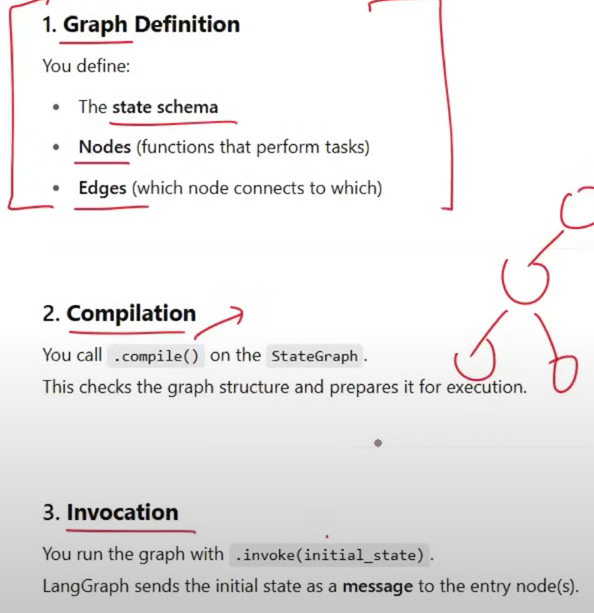 1. Graph Definition
You define:
• The state schema
• Nodes (functions that perform tasks)
• Edges (which node connects to which)
2. Compilation
You call .compile() on the StateGraph.
This checks the graph structure and prepares it for execution.
3. Invocation
You run the graph with .invoke(initial_state).
LangGraph sends the initial state as a message to the entry node(s).